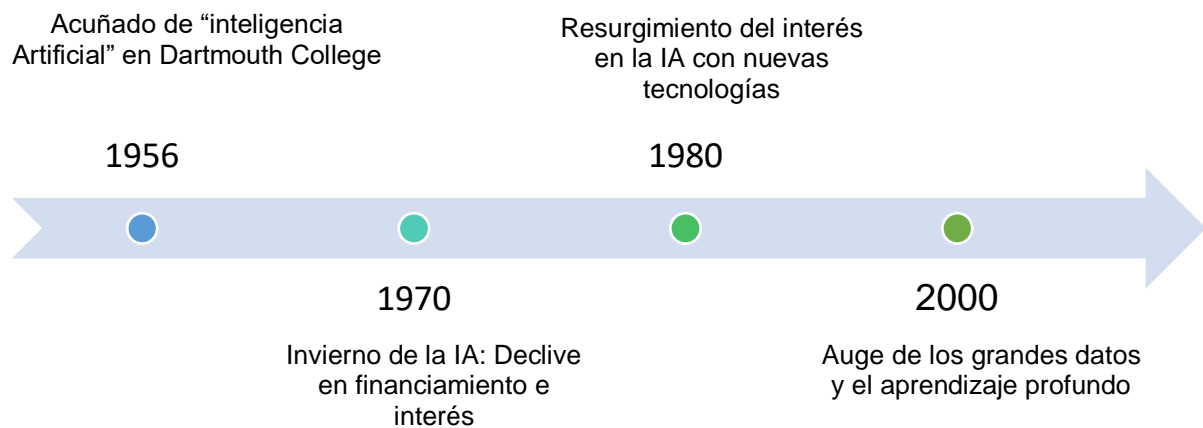 Acuñado de “inteligencia
Artificial” en Dartmouth College
1956
1970
Invierno de la IA: Declive
en financiamiento e
interés
Resurgimiento del interés
en la IA con nuevas
tecnologías
1980
2000
Auge de los grandes datos
y el aprendizaje profundo